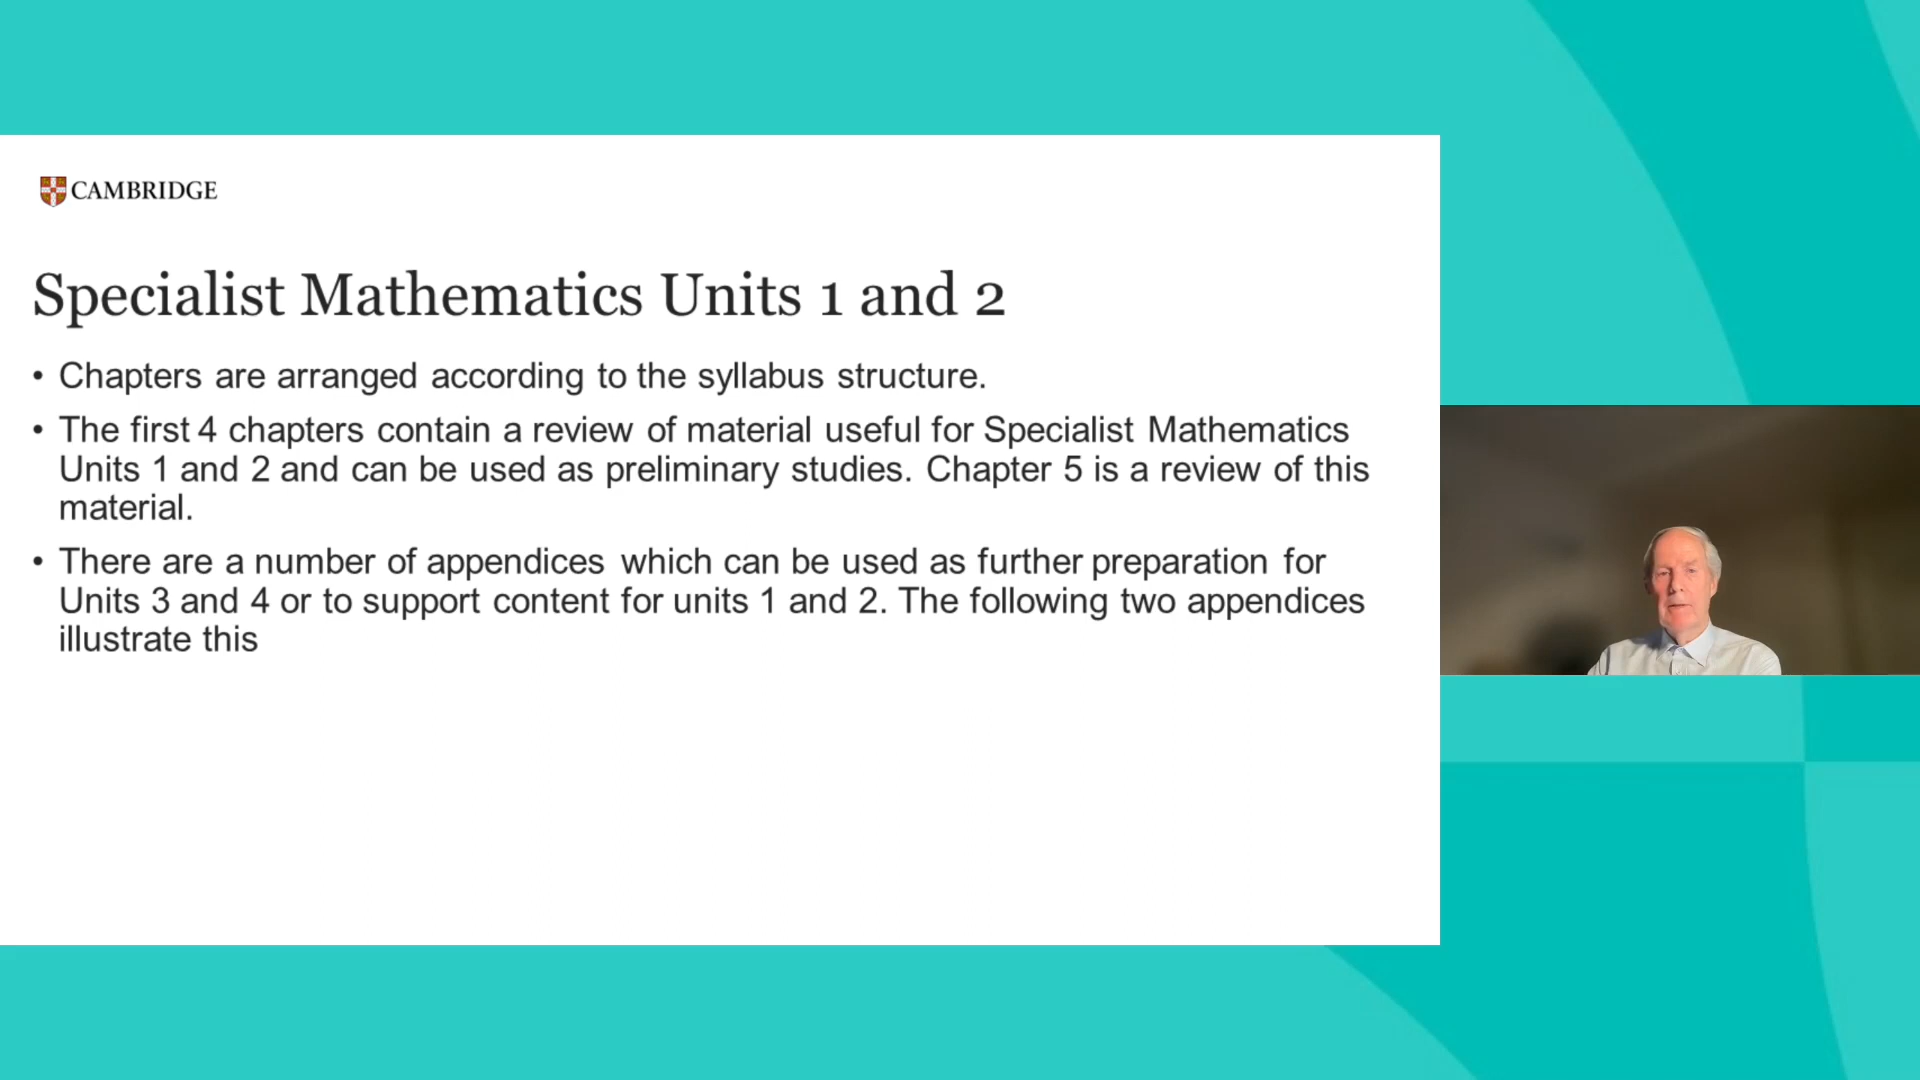 CAMBRIDGE
Specialist Mathematics Units 1 and 2
• Chapters are arranged according to the syllabus structure.
• The first 4 chapters contain a review of material useful for Specialist Mathematics
Units 1 and 2 and can be used as preliminary studies. Chapter 5 is a review of this
material.
• There are a number of appendices which can be used as further preparation for
Units 3 and 4 or to support content for units 1 and 2. The following two appendices
illustrate this